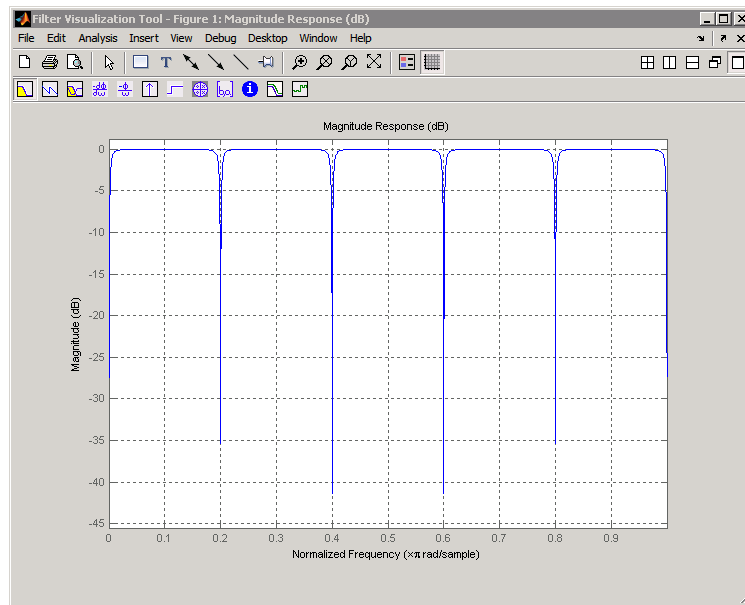 Filter Visualization Tool - Figure 1: Magnitude Response (dB)
File Edit Analysis Insert View Debug Desktop Window Help
T
Magnitude Response (dB)
0
-5
-10
-15
-20
-25
-30
-35
-40
-45
Magnitude (dB)
0 0.1 0.2 0.3 0.4 0.5 0.6 0.7 0.8 0.9
Normalized Frequency (×π rad/sample)